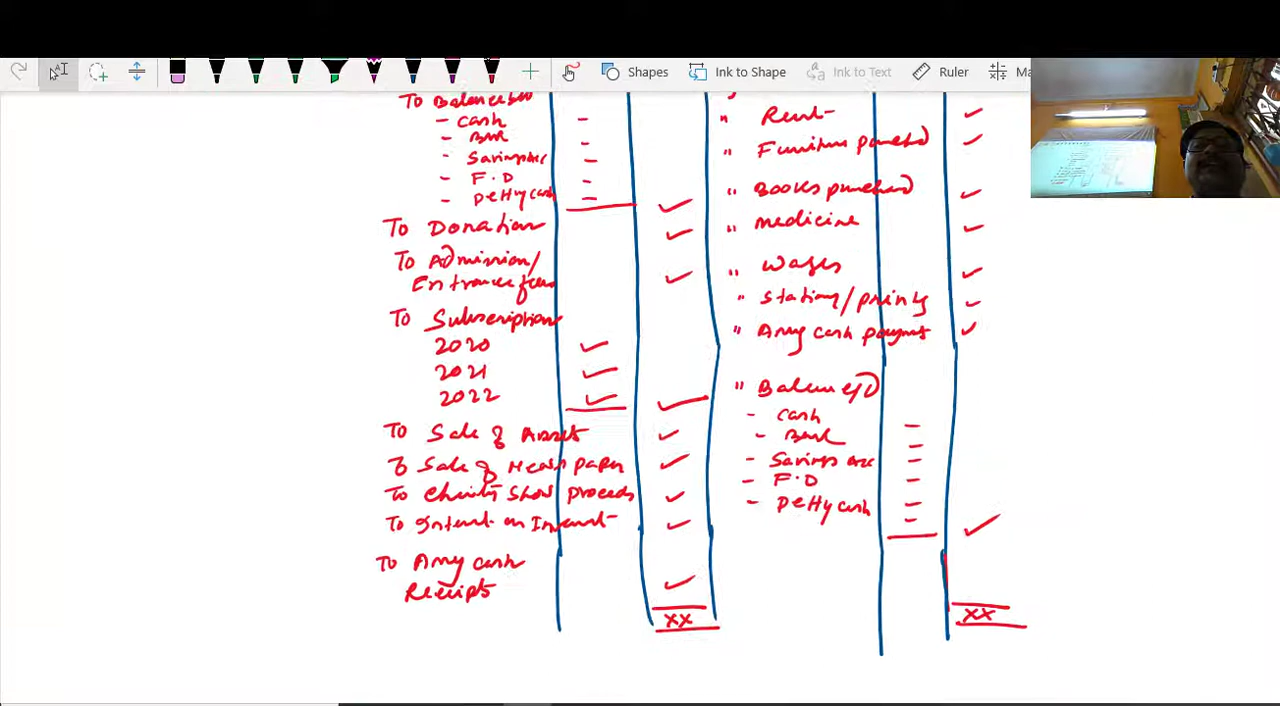 Shapes
Ink to Shape
Ink to Text
Ruler
Ma
To Balance b/d
- Cash -
- Bank -
- Savings A/c -
- F.D -
- Petty cash -
To Donation
To Admission/
Entrance fees
To Subscription
2020
2021
2022
To Sale of Asset
To Sale of News paper
To Charity Show proceeds
To Interest on Invest
To Any cash
Receipts
XX
" Rent
" Furniture purchased
" Books purchased
" medicine
" Wages
" Stationery/printing
" Any cash payment
" Balance c/d
- Cash -
- Bank -
- Savings A/c -
- F.D -
- Petty cash -
XX